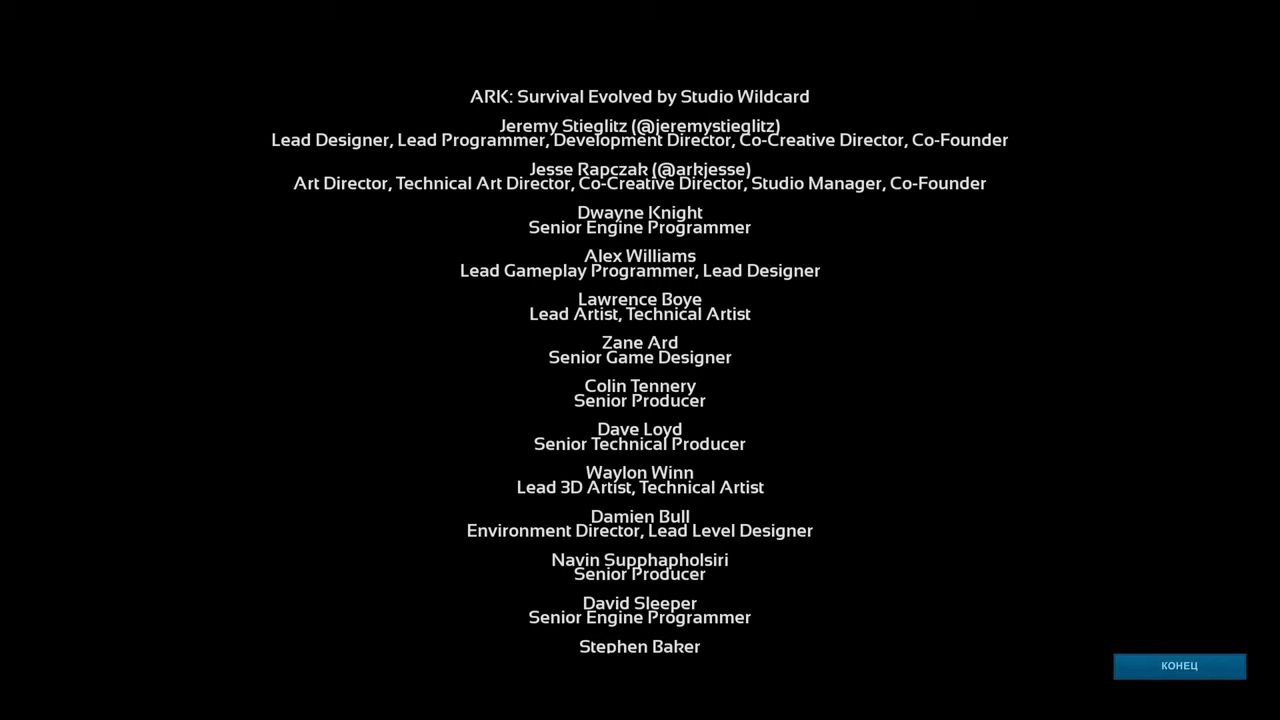 ARK: Survival Evolved by Studio Wildcard
Jeremy Stieglitz (@jeremystieglitz)
Lead Designer, Lead Programmer, Development Director, Co-Creative Director, Co-Founder
Jesse Rapczak (@arkjesse)
Art Director, Technical Art Director, Co-Creative Director, Studio Manager, Co-Founder
Dwayne Knight
Senior Engine Programmer
Alex Williams
Lead Gameplay Programmer, Lead Designer
Lawrence Boye
Lead Artist, Technical Artist
Zane Ard
Senior Game Designer
Colin Tennery
Senior Producer
Dave Loyd
Senior Technical Producer
Waylon Winn
Lead 3D Artist, Technical Artist
Damien Bull
Environment Director, Lead Level Designer
Navin Supphapholsiri
Senior Producer
David Sleeper
Senior Engine Programmer
Stephen Baker
КОНЕЦ